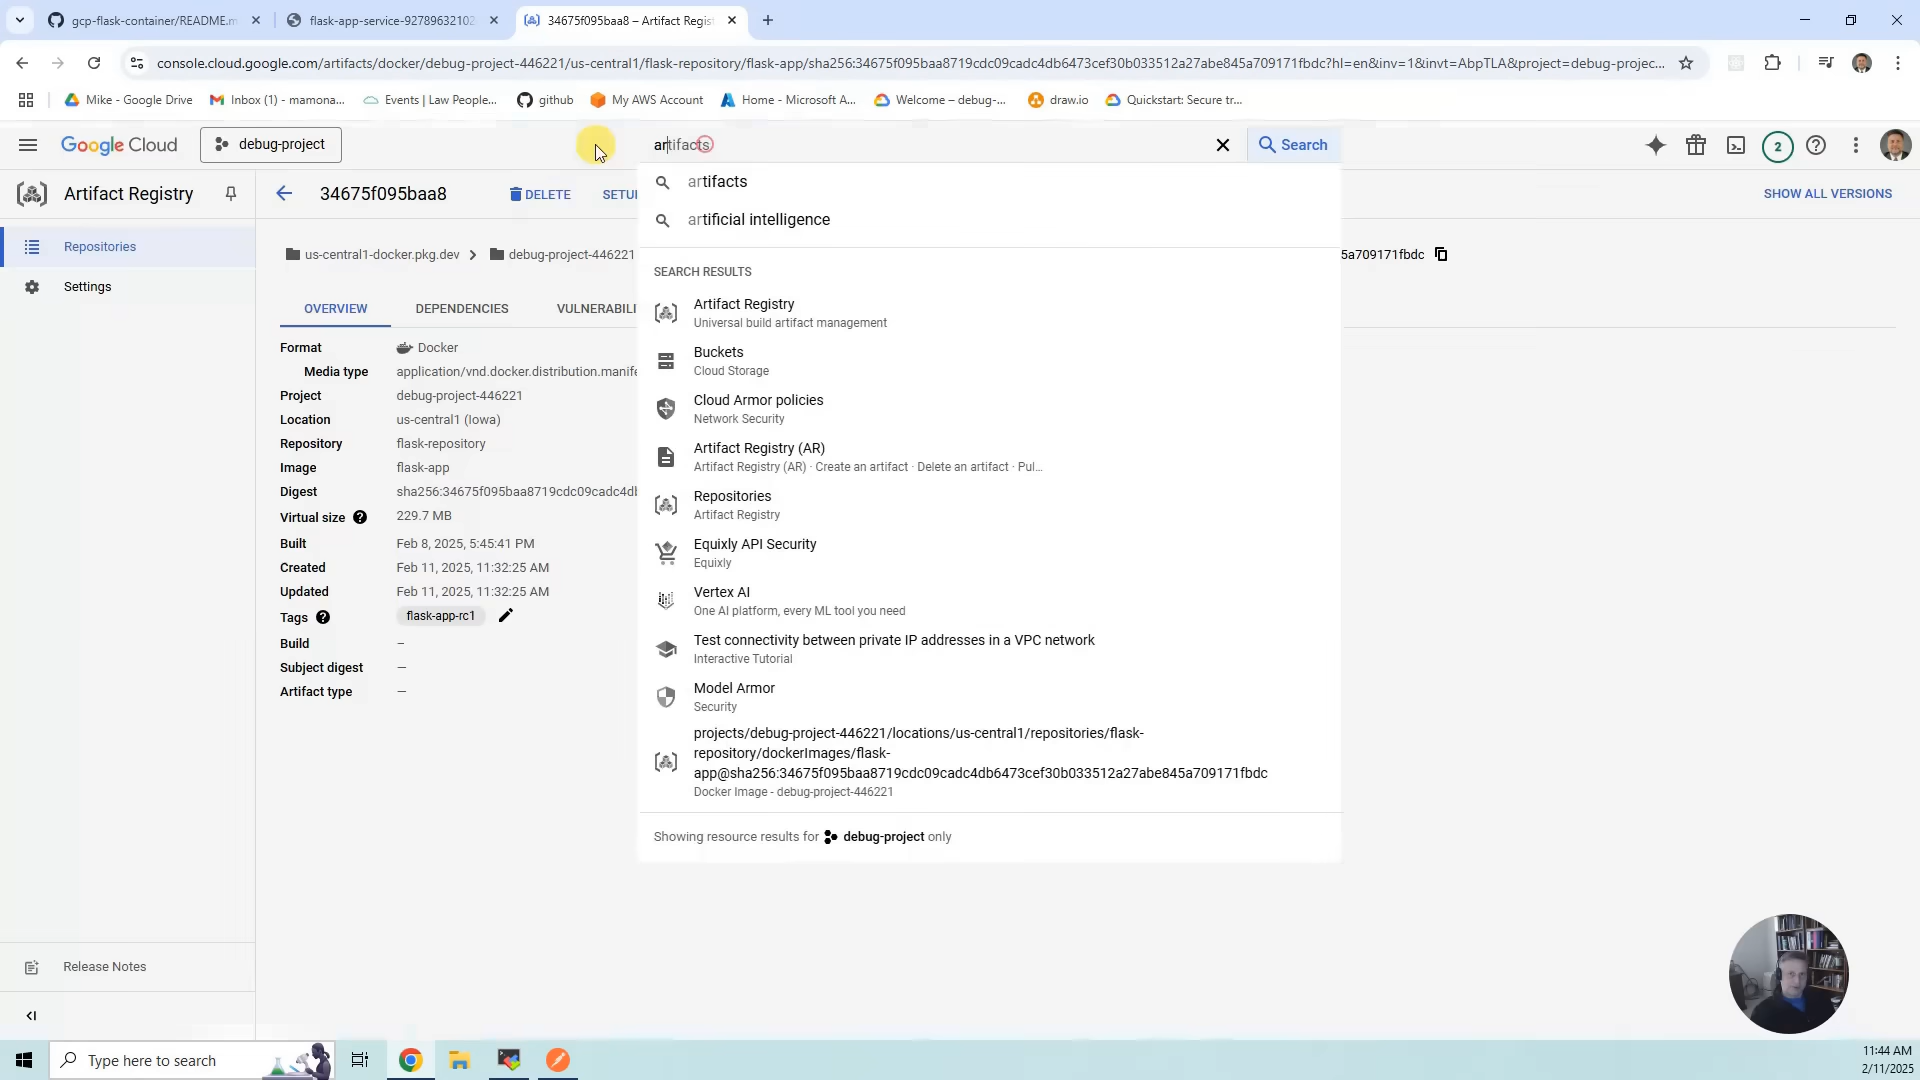 gcp-flask-container/README.m
flask-app-service-92789632102
34675f095baa8 – Artifact Regist
console.cloud.google.com/artifacts/docker/debug-project-446221/us-central1/flask-repository/flask-app/sha256:34675f095baa8719cdc09cadc4db6473cef30b033512a27abe845a709171fbdc?hl=en&inv=1&invt=AbpTLA&project=debug-projec...
Mike - Google Drive
Inbox (1) - mamona...
Events | Law People...
github
My AWS Account
Home - Microsoft A...
Welcome – debug-...
draw.io
Quickstart: Secure tr...
Google Cloud
debug-project
artifacts
Search
2
Artifact Registry
34675f095baa8
DELETE
SETU
SHOW ALL VERSIONS
artifacts
artificial intelligence
Repositories
Settings
us-central1-docker.pkg.dev
debug-project-446221
5a709171fbdc
SEARCH RESULTS
OVERVIEW
DEPENDENCIES
VULNERABILI
Artifact Registry
Universal build artifact management
Buckets
Cloud Storage
Cloud Armor policies
Network Security
Artifact Registry (AR)
Artifact Registry (AR) · Create an artifact · Delete an artifact · Pul...
Repositories
Artifact Registry
Equixly API Security
Equixly
Vertex AI
One AI platform, every ML tool you need
Test connectivity between private IP addresses in a VPC network
Interactive Tutorial
Model Armor
Security
projects/debug-project-446221/locations/us-central1/repositories/flask-
repository/dockerImages/flask-
app@sha256:34675f095baa8719cdc09cadc4db6473cef30b033512a27abe845a709171fbdc
Docker Image - debug-project-446221
Showing resource results for debug-project only
Format Docker
Media type application/vnd.docker.distribution.manife
Project debug-project-446221
Location us-central1 (Iowa)
Repository flask-repository
Image flask-app
Digest sha256:34675f095baa8719cdc09cadc4db
Virtual size 229.7 MB
Built Feb 8, 2025, 5:45:41 PM
Created Feb 11, 2025, 11:32:25 AM
Updated Feb 11, 2025, 11:32:25 AM
Tags flask-app-rc1
Build –
Subject digest –
Artifact type –
Release Notes
Type here to search
11:44 AM
2/11/2025